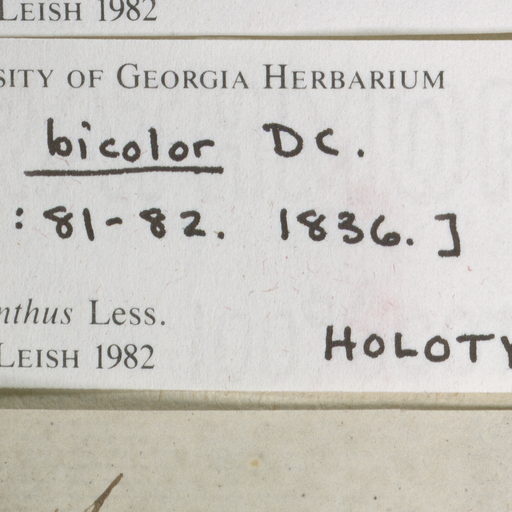 LEISH 1982
SITY OF GEORGIA HERBARIUM
bicolor DC.
: 81-82. 1836.]
nthus Less.
LEISH 1982
HOLOTY